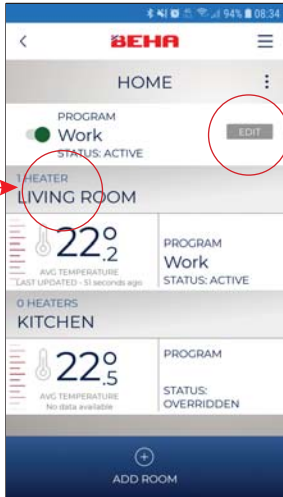 94% 08:34
BEHA
HOME
PROGRAM
Work
STATUS: ACTIVE
EDIT
1 HEATER
LIVING ROOM
22°.2
AVG TEMPERATURE
LAST UPDATED - 51 seconds ago
PROGRAM
Work
STATUS: ACTIVE
0 HEATERS
KITCHEN
22°.5
AVG TEMPERATURE
No data available
PROGRAM
STATUS:
OVERRIDDEN
ADD ROOM